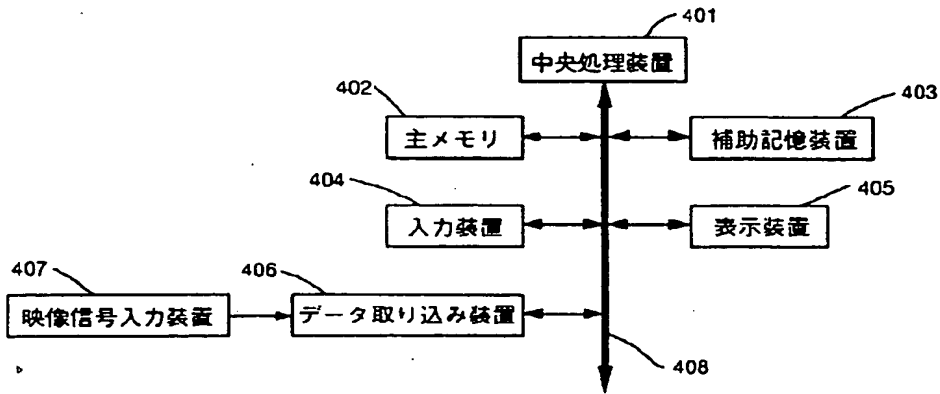 401
中央処理装置
402
403
主メモリ
補助記憶装置
404
405
入力装置
表示装置
407
406
映像信号入力装置
データ取り込み装置
408